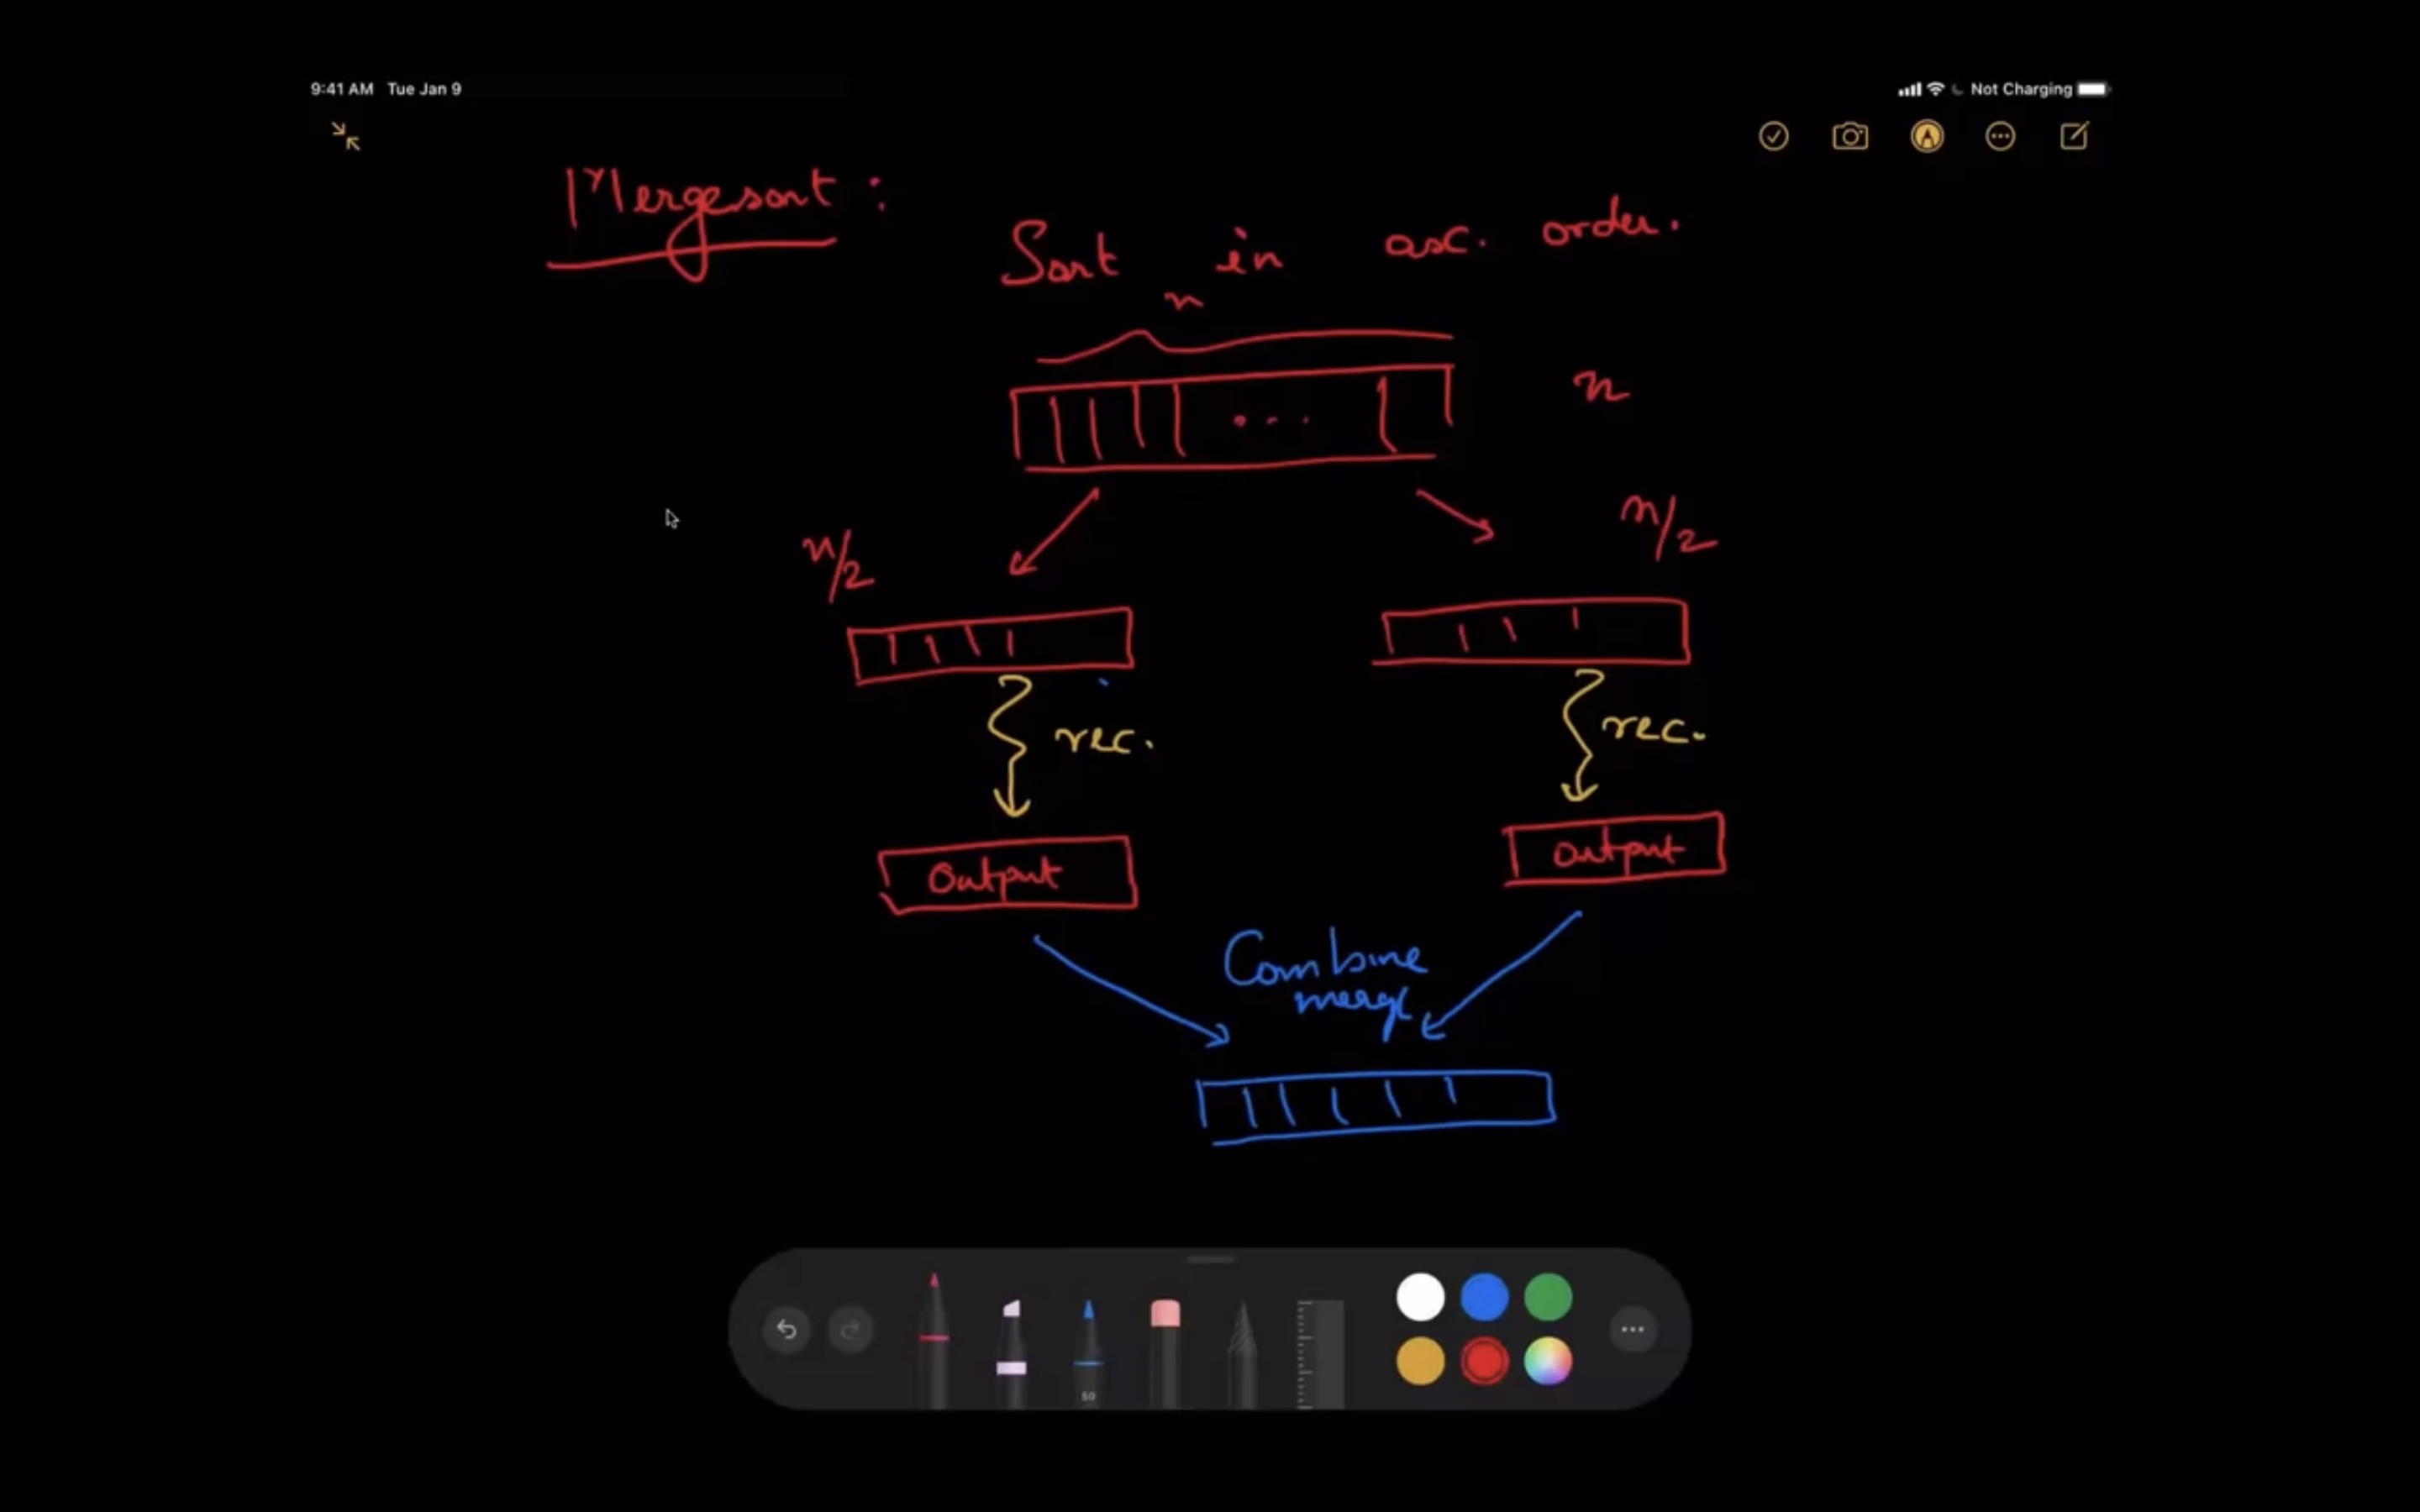 9:41 AM Tue Jan 9
Not Charging
Mergesort :
Sort in asc. order.
n
n
n/2
n/2
rec.
rec.
Output
Output
Combine
merge
50